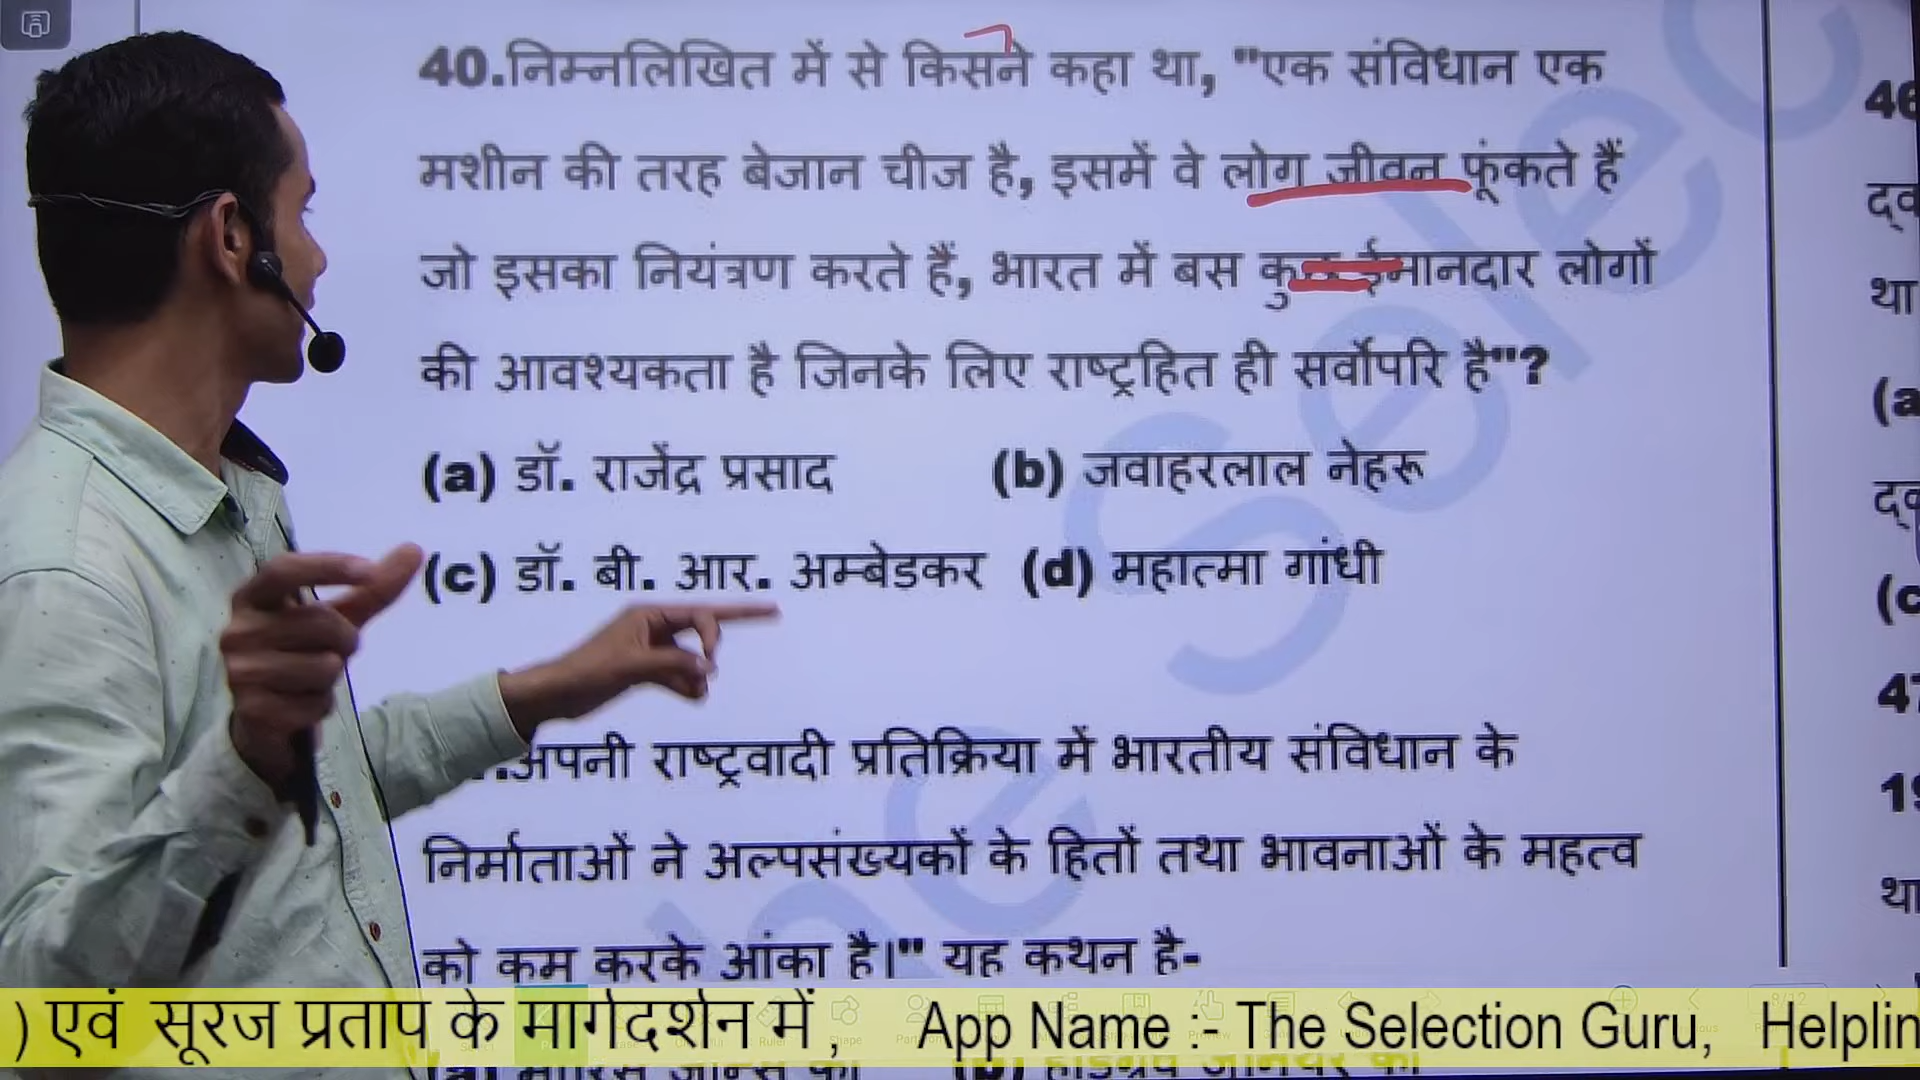 40.निम्नलिखित में से किसने कहा था, "एक संविधान एक
मशीन की तरह बेजान चीज है, इसमें वे लोग जीवन फूंकते हैं
जो इसका नियंत्रण करते हैं, भारत में बस कुछ ईमानदार लोगों
की आवश्यकता है जिनके लिए राष्ट्रहित ही सर्वोपरि है"?
(a) डॉ. राजेंद्र प्रसाद (b) जवाहरलाल नेहरू
(c) डॉ. बी. आर. अम्बेडकर (d) महात्मा गांधी
.अपनी राष्ट्रवादी प्रतिक्रिया में भारतीय संविधान के
निर्माताओं ने अल्पसंख्यकों के हितों तथा भावनाओं के महत्व
को कम करके आंका है।" यह कथन है-
46
था
(a
(c
47
19
था
) एवं सूरज प्रताप के मार्गदर्शन में, App Name :- The Selection Guru, Helplin